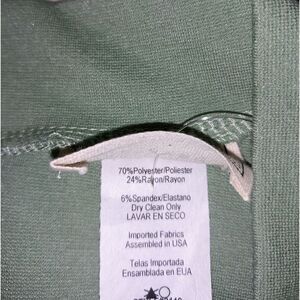 70%Polyester/Poliester
24%Rayon/Rayon
6%Spandex/Elastano
Dry Clean Only
LAVAR EN SECO
Imported Fabrics
Assembled in USA
Telas Importada
Ensamblada en EUA